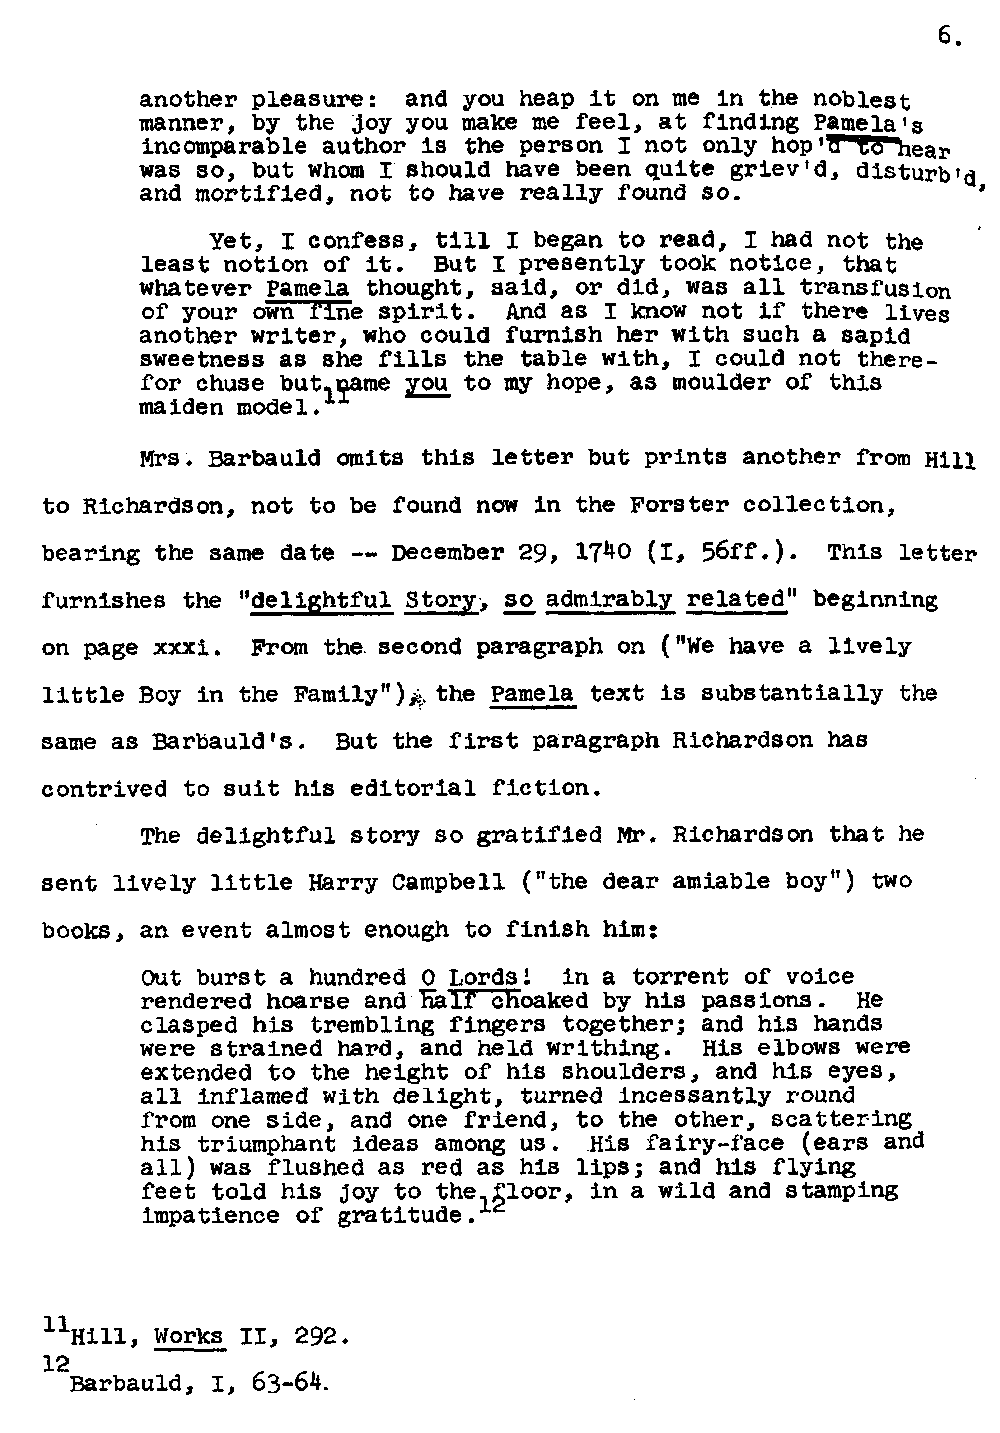 6.
another pleasure: and you heap it on me in the noblest
manner, by the joy you make me feel, at finding Pamela's
incomparable author is the person I not only hop'd to hear
was so, but whom I should have been quite griev'd, disturb'd,
and mortified, not to have really found so.
Yet, I confess, till I began to read, I had not the
least notion of it. But I presently took notice, that
whatever Pamela thought, said, or did, was all transfusion
of your own fine spirit. And as I know not if there lives
another writer, who could furnish her with such a sapid
sweetness as she fills the table with, I could not there-
for chuse but name you to my hope, as moulder of this
maiden model.11
Mrs. Barbauld omits this letter but prints another from Hill
to Richardson, not to be found now in the Forster collection,
bearing the same date -- December 29, 1740 (I, 56ff.). This letter
furnishes the "delightful Story, so admirably related" beginning
on page xxxi. From the second paragraph on ("We have a lively
little Boy in the Family"), the Pamela text is substantially the
same as Barbauld's. But the first paragraph Richardson has
contrived to suit his editorial fiction.
The delightful story so gratified Mr. Richardson that he
sent lively little Harry Campbell ("the dear amiable boy") two
books, an event almost enough to finish him:
Out burst a hundred O Lords! in a torrent of voice
rendered hoarse and half choaked by his passions. He
clasped his trembling fingers together; and his hands
were strained hard, and held writhing. His elbows were
extended to the height of his shoulders, and his eyes,
all inflamed with delight, turned incessantly round
from one side, and one friend, to the other, scattering
his triumphant ideas among us. His fairy-face (ears and
all) was flushed as red as his lips; and his flying
feet told his joy to the floor, in a wild and stamping
impatience of gratitude.12
11Hill, Works II, 292.
12
Barbauld, I, 63-64.